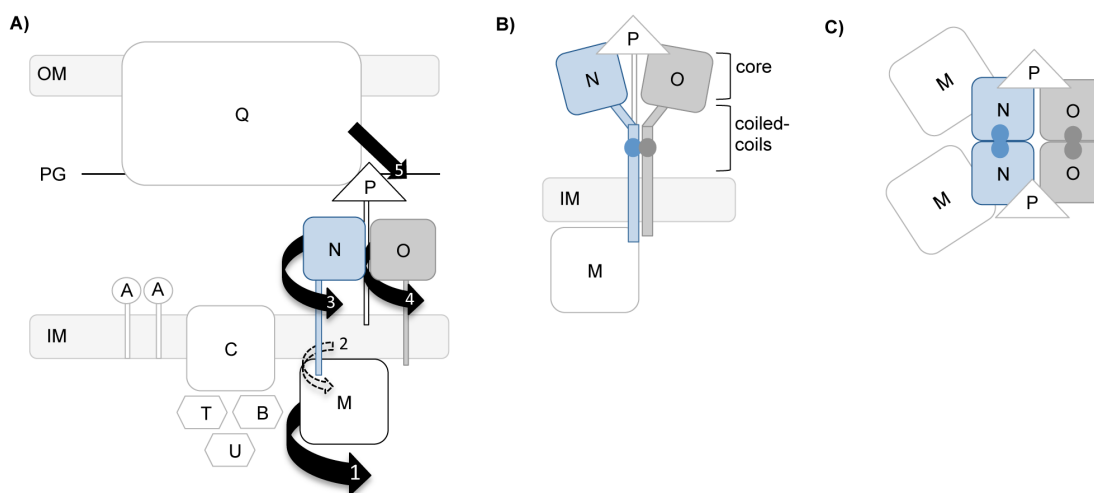 A)
OM
Q
PG
5
P
N
O
3
4
A A
IM
C
2
M
T B
U
1
B)
P
N
O
core
coiled-
coils
IM
M
C)
P
M
N
O
M
N
O
P